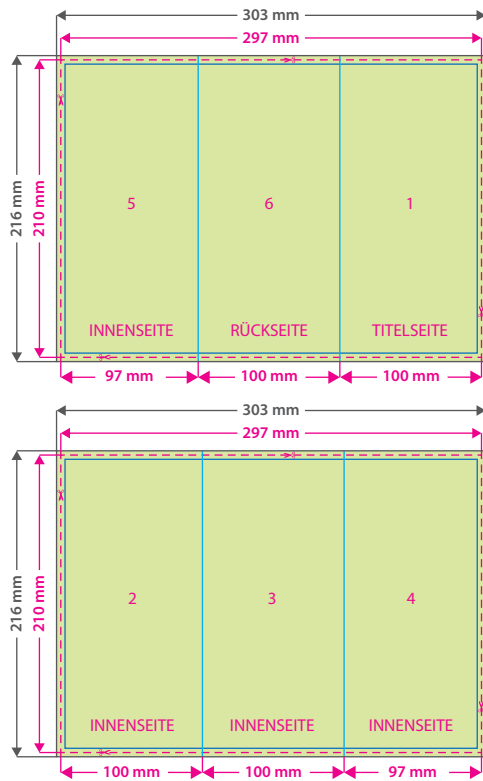 303 mm
297 mm
216 mm
210 mm
5
6
1
INNENSEITE
RÜCKSEITE
TITELSEITE
97 mm
100 mm
100 mm
303 mm
297 mm
216 mm
210 mm
2
3
4
INNENSEITE
INNENSEITE
INNENSEITE
100 mm
100 mm
97 mm